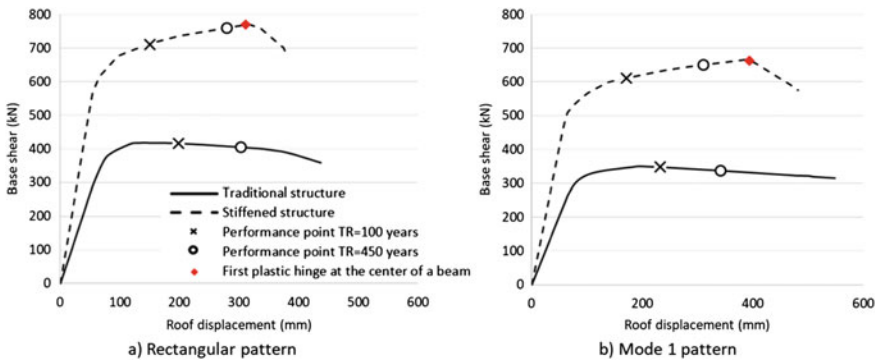 800
700
600
500
400
300
200
100
0
Base shear (kN)
Traditional structure
Stiffened structure
Performance point TR=100 years
Performance point TR=450 years
First plastic hinge at the center of a beam
0 100 200 300 400 500 600
Roof displacement (mm)
a) Rectangular pattern
800
700
600
500
400
300
200
100
0
Base shear (kN)
0 200 400 600
Roof displacement (mm)
b) Mode 1 pattern